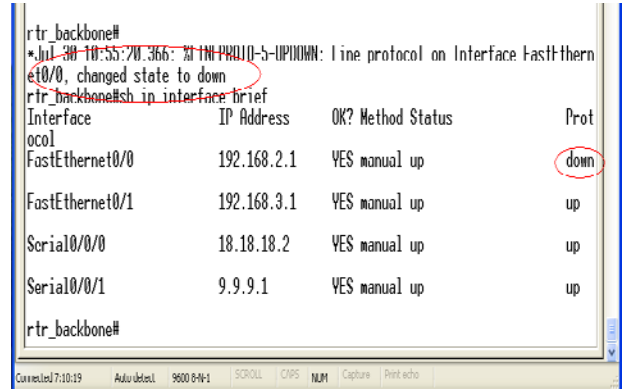 rtr_backbone#
*Jul 30 10:55:20.366: %LINEPROTO-5-UPDOWN: Line protocol on Interface FastEthern
et0/0, changed state to down
rtr_backbone#sh ip interface brief
Interface IP Address OK? Method Status Prot
ocol
FastEthernet0/0 192.168.2.1 YES manual up down
FastEthernet0/1 192.168.3.1 YES manual up up
Serial0/0/0 18.18.18.2 YES manual up up
Serial0/0/1 9.9.9.1 YES manual up up
rtr_backbone#
Connected 7:10:19 Auto detect 9600 8-N-1 SCROLL CAPS NUM Capture Print echo